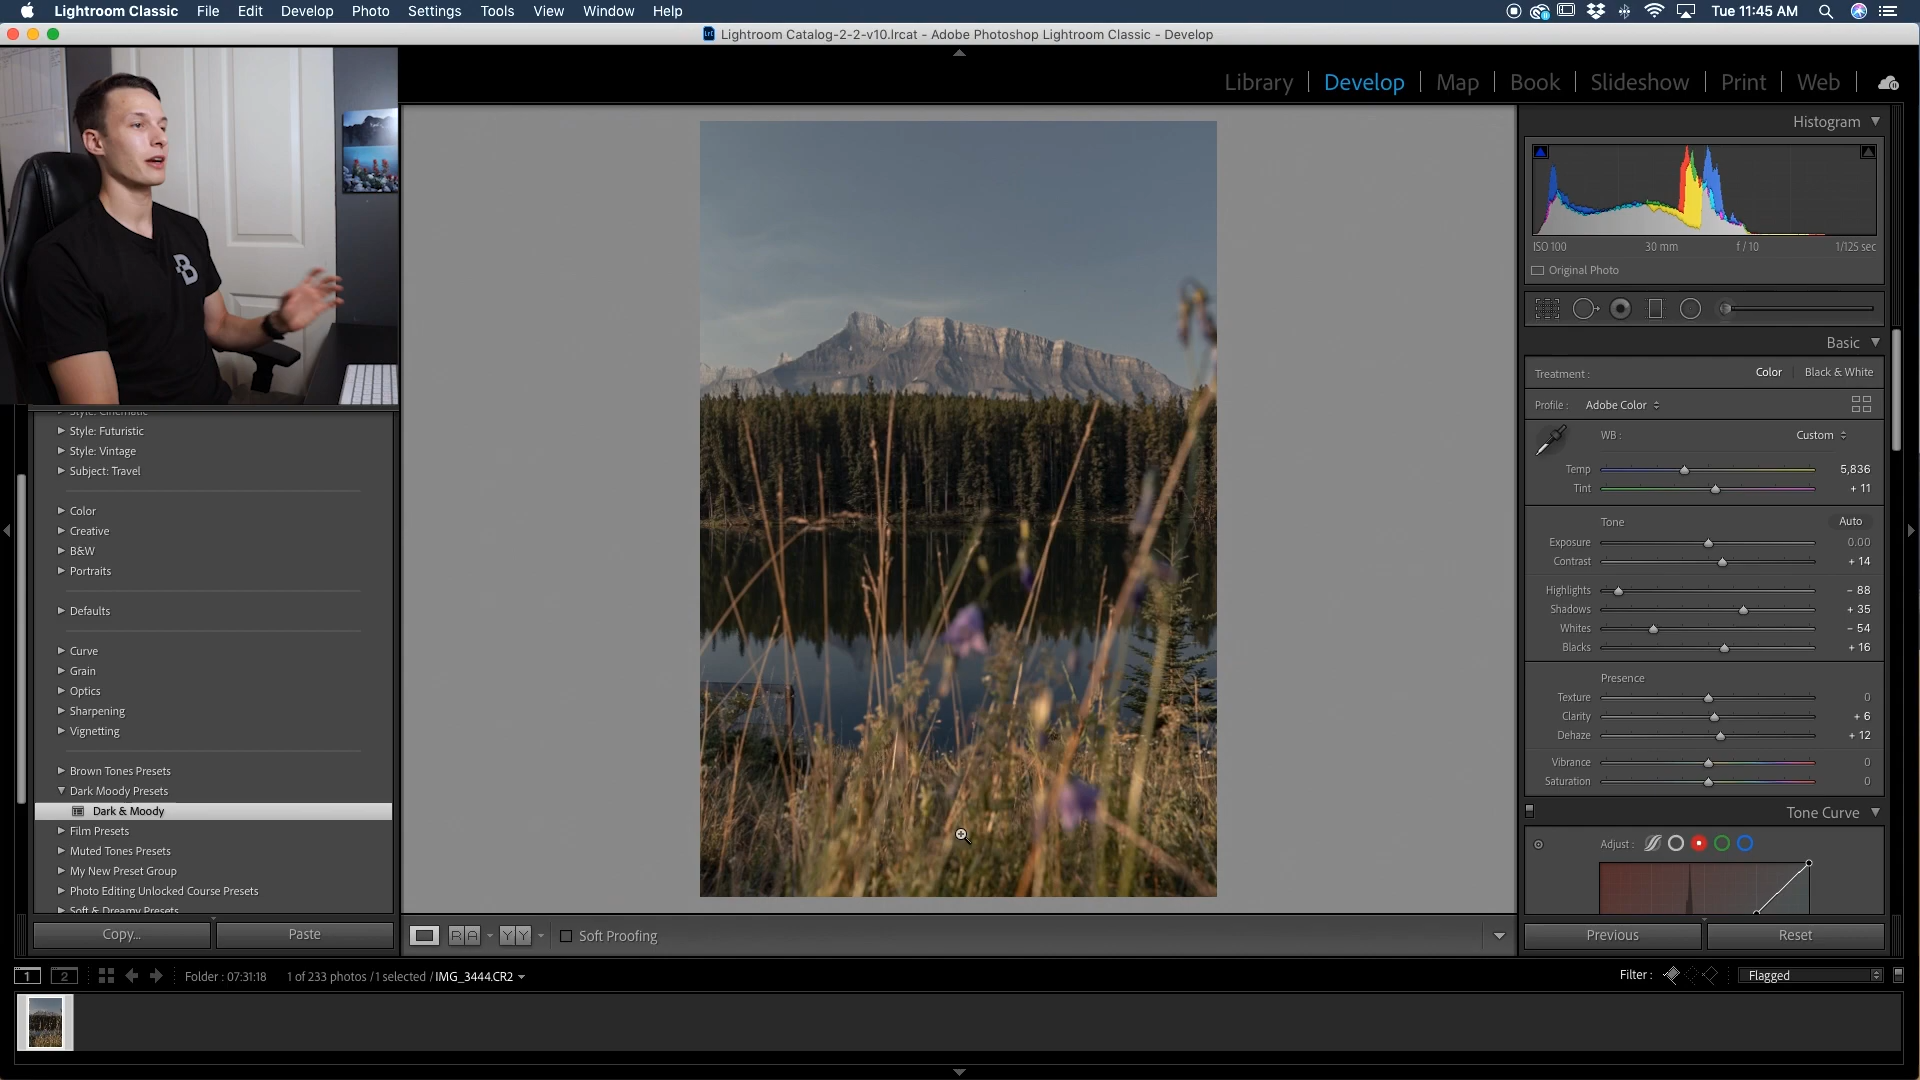 Lightroom Classic File Edit Develop Photo Settings Tools View Window Help Tue 11:45 AM
Lightroom Catalog-2-2-v10.lrcat - Adobe Photoshop Lightroom Classic - Develop
Library | Develop | Map | Book | Slideshow | Print | Web
Histogram
ISO 100 30 mm f / 10 1/125 sec
Original Photo
Basic
Treatment : Color Black & White
Profile : Adobe Color
WB : Custom
Temp 5,836
Tint + 11
Tone Auto
Exposure 0.00
Contrast + 14
Highlights - 88
Shadows + 35
Whites - 54
Blacks + 16
Presence
Texture 0
Clarity + 6
Dehaze + 12
Vibrance 0
Saturation 0
Tone Curve
Adjust :
Previous Reset
B
Style: Cinematic
Style: Futuristic
Style: Vintage
Subject: Travel
Color
Creative
B&W
Portraits
Defaults
Curve
Grain
Optics
Sharpening
Vignetting
Brown Tones Presets
Dark Moody Presets
Dark & Moody
Film Presets
Muted Tones Presets
My New Preset Group
Photo Editing Unlocked Course Presets
Soft & Dreamy Presets
Copy... Paste
R A Y Y Soft Proofing
1 2 Folder : 07:31:18 1 of 233 photos / 1 selected / IMG_3444.CR2 Filter : Flagged